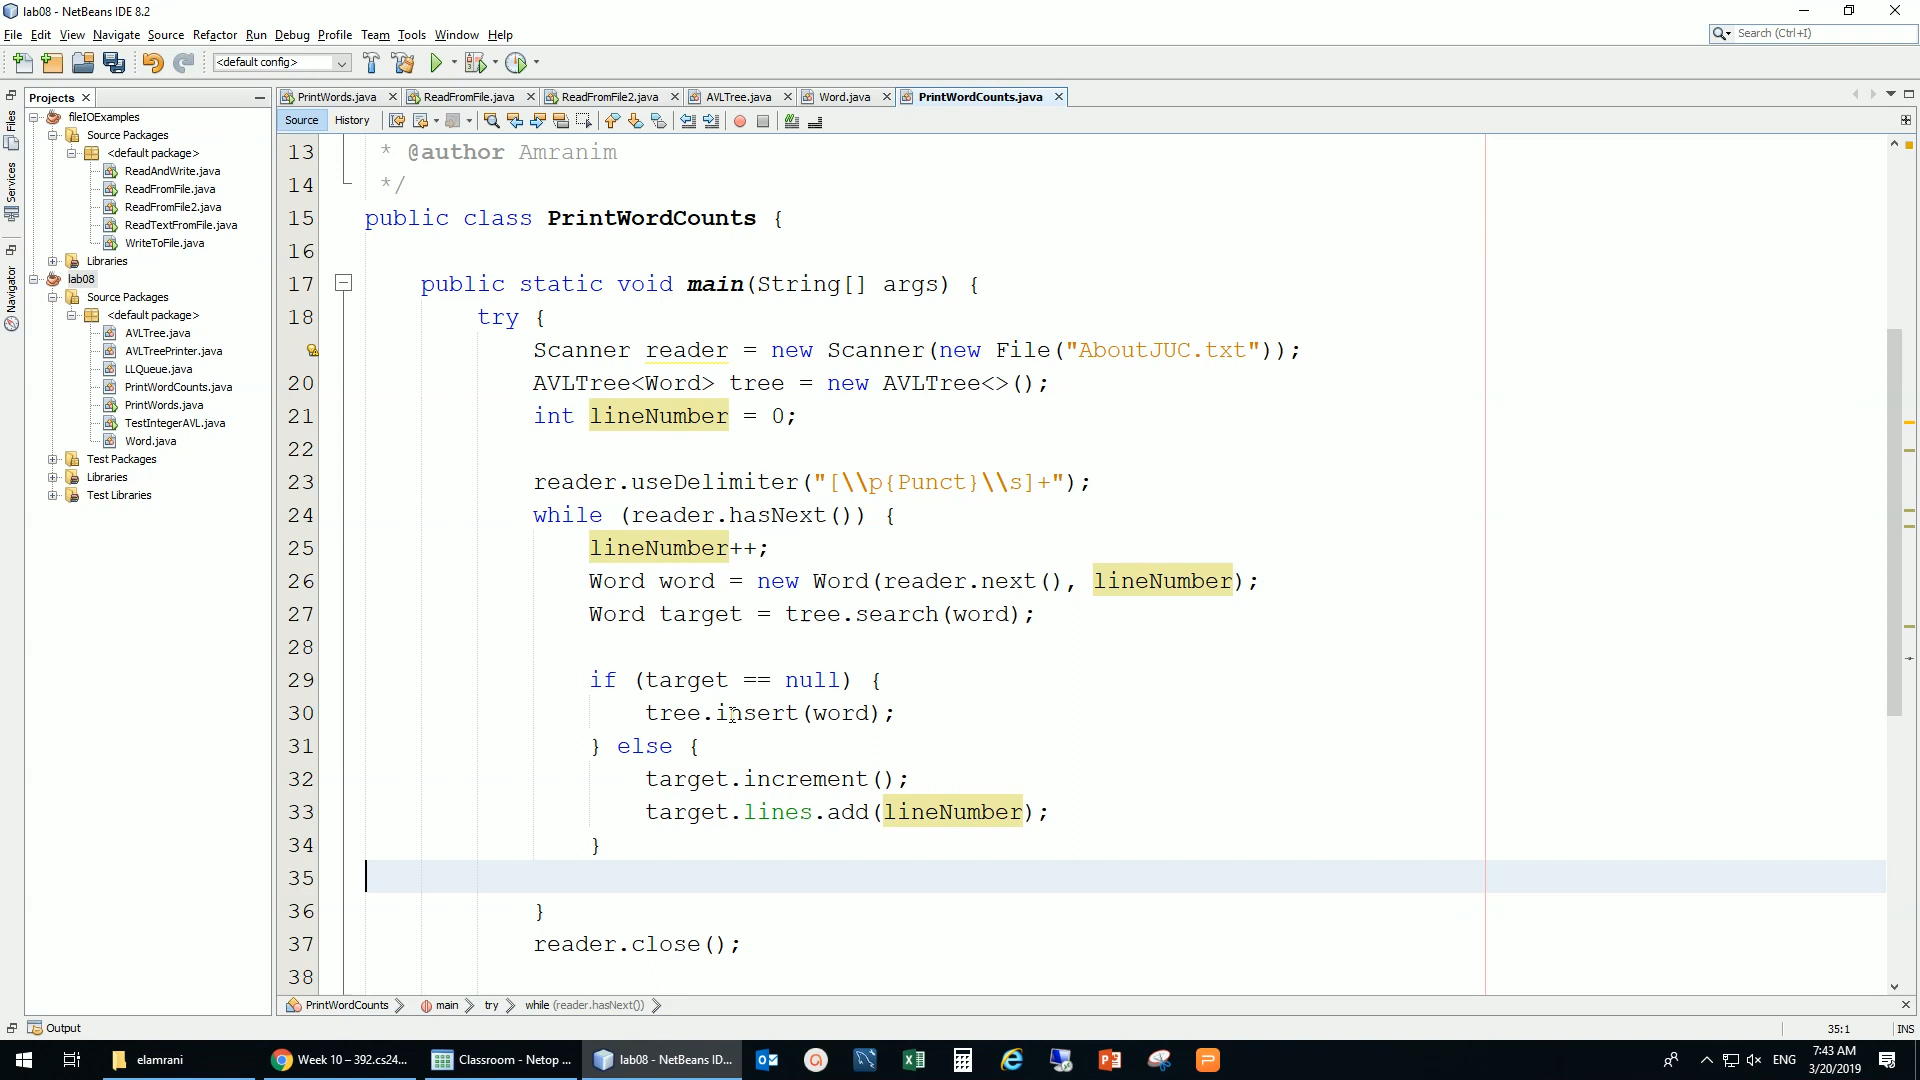 lab08 - NetBeans IDE 8.2
File Edit View Navigate Source Refactor Run Debug Profile Team Tools Window Help
Search (Ctrl+I)
<default config>
Projects
PrintWords.java ReadFromFile.java ReadFromFile2.java AVLTree.java Word.java PrintWordCounts.java
Source History
Files
Services
Navigator
fileIOExamples
Source Packages
<default package>
ReadAndWrite.java
ReadFromFile.java
ReadFromFile2.java
ReadTextFromFile.java
WriteToFile.java
Libraries
lab08
Source Packages
<default package>
AVLTree.java
AVLTreePrinter.java
LLQueue.java
PrintWordCounts.java
PrintWords.java
TestIntegerAVL.java
Word.java
Test Packages
Libraries
Test Libraries
13 * @author Amranim
14 */
15 public class PrintWordCounts {
16
17 public static void main(String[] args) {
18 try {
Scanner reader = new Scanner(new File("AboutJUC.txt"));
20 AVLTree<Word> tree = new AVLTree<>();
21 int lineNumber = 0;
22
23 reader.useDelimiter("[\\p{Punct}\\s]+");
24 while (reader.hasNext()) {
25 lineNumber++;
26 Word word = new Word(reader.next(), lineNumber);
27 Word target = tree.search(word);
28
29 if (target == null) {
30 tree.insert(word);
31 } else {
32 target.increment();
33 target.lines.add(lineNumber);
34 }
35
36 }
37 reader.close();
38
PrintWordCounts main try while (reader.hasNext())
Output
35:1 INS
elamrani
Week 10 – 392.cs24...
Classroom - Netop ...
lab08 - NetBeans ID...
ENG
7:43 AM
3/20/2019